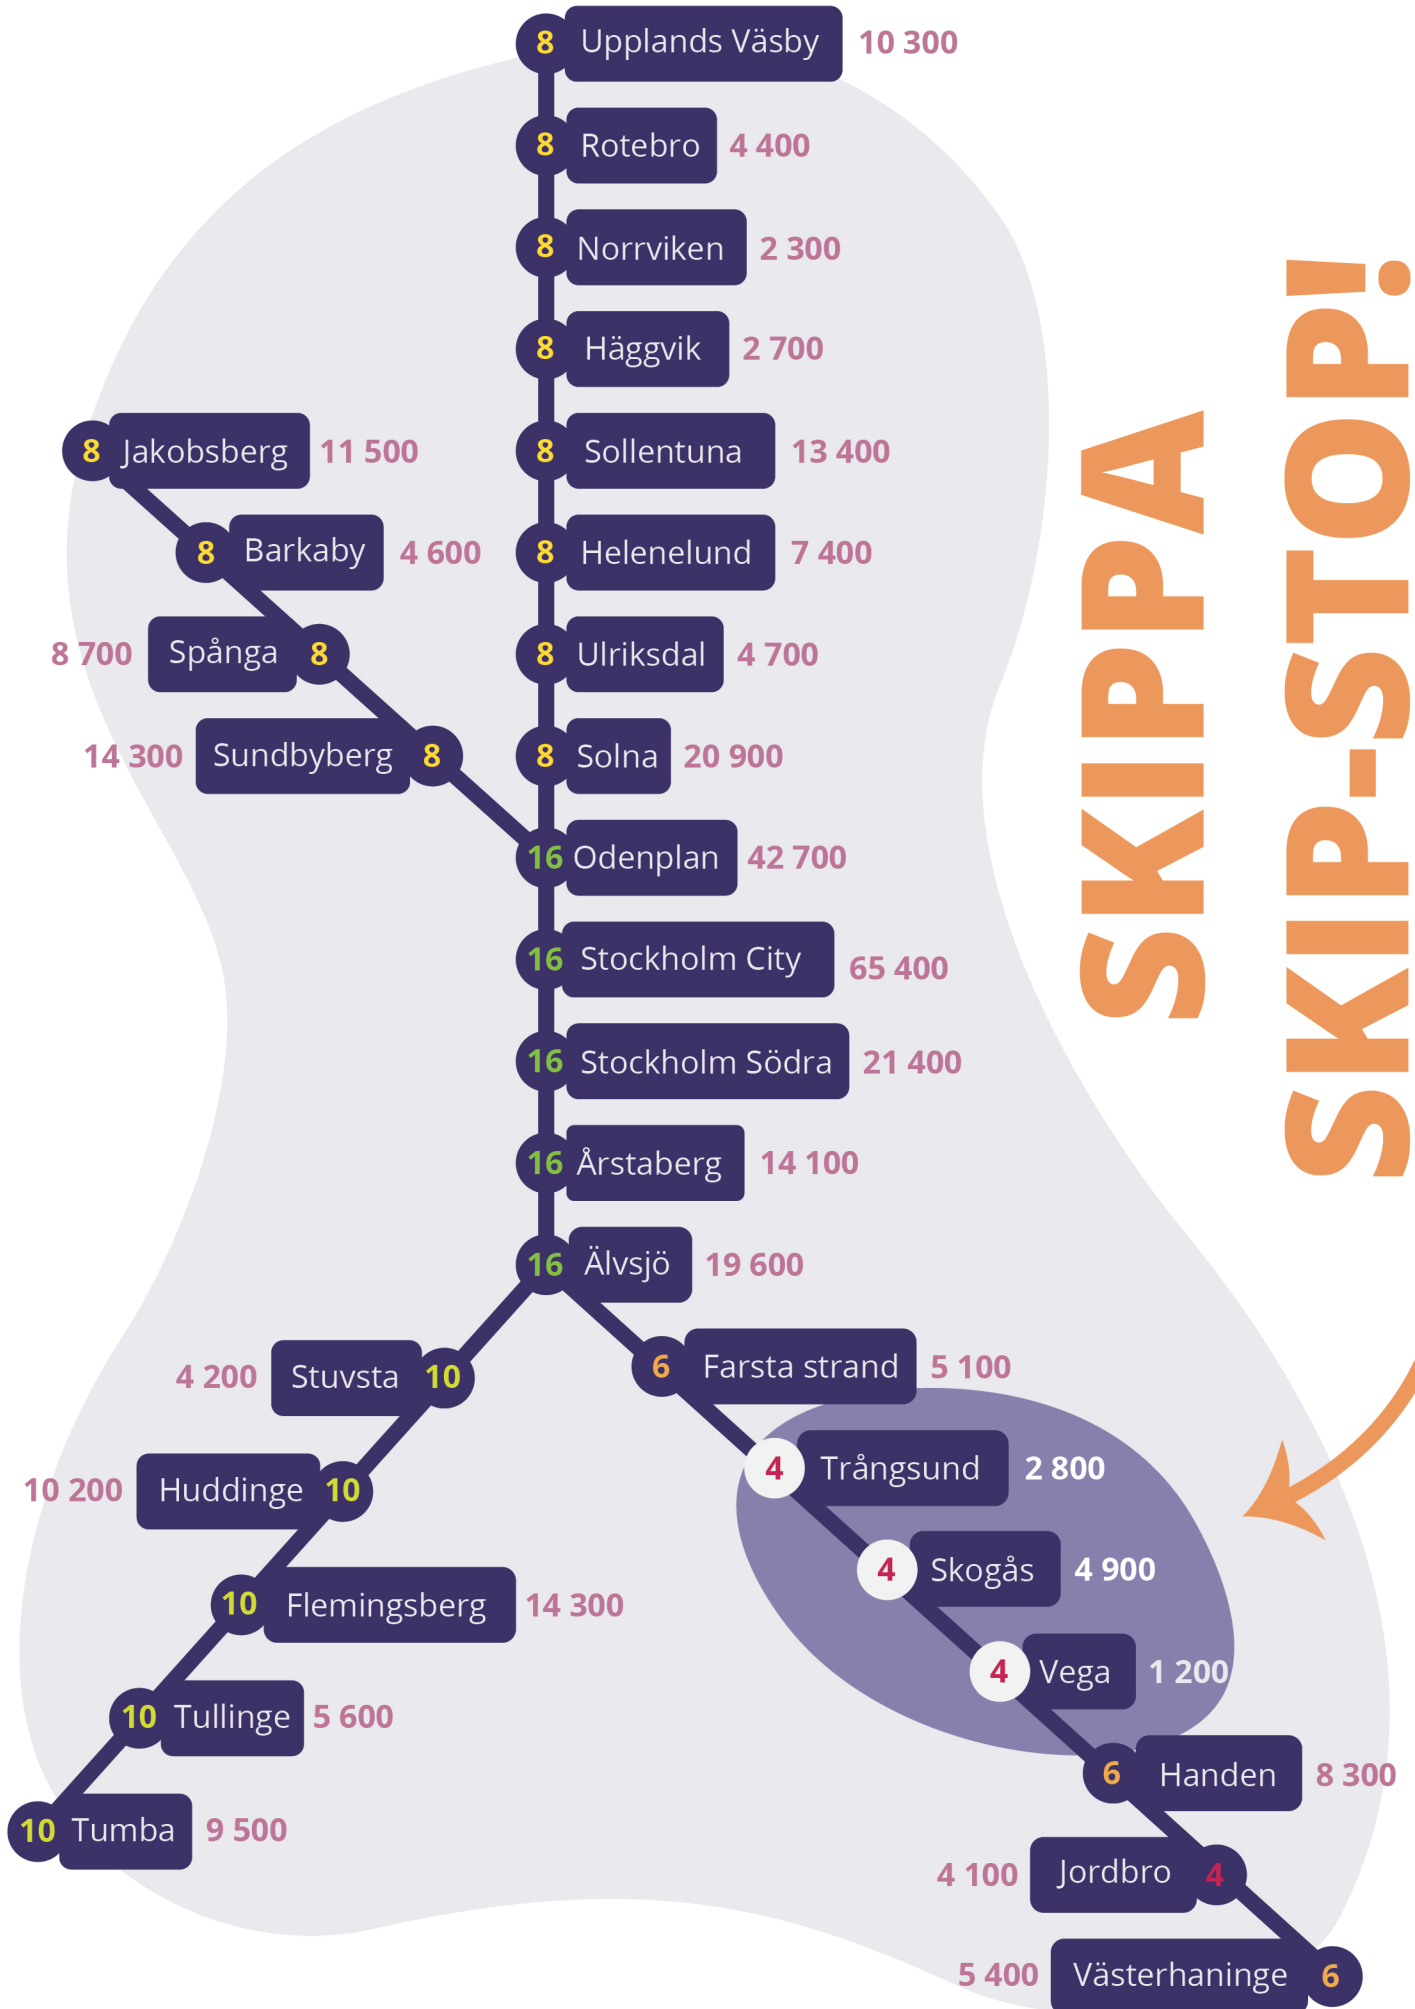 8 Upplands Väsby 10 300
8 Rotebro 4 400
8 Norrviken 2 300
8 Häggvik 2 700
8 Jakobsberg 11 500
8 Sollentuna 13 400
8 Barkaby 4 600
8 Helenelund 7 400
8 700 Spånga 8
8 Ulriksdal 4 700
14 300 Sundbyberg 8
8 Solna 20 900
16 Odenplan 42 700
16 Stockholm City 65 400
16 Stockholm Södra 21 400
16 Årstaberg 14 100
16 Älvsjö 19 600
4 200 Stuvsta 10
6 Farsta strand 5 100
10 200 Huddinge 10
4 Trångsund 2 800
10 Flemingsberg 14 300
4 Skogås 4 900
10 Tullinge 5 600
4 Vega 1 200
10 Tumba 9 500
6 Handen 8 300
4 100 Jordbro 4
5 400 Västerhaninge 6
SKIPPA
SKIP-STOP!